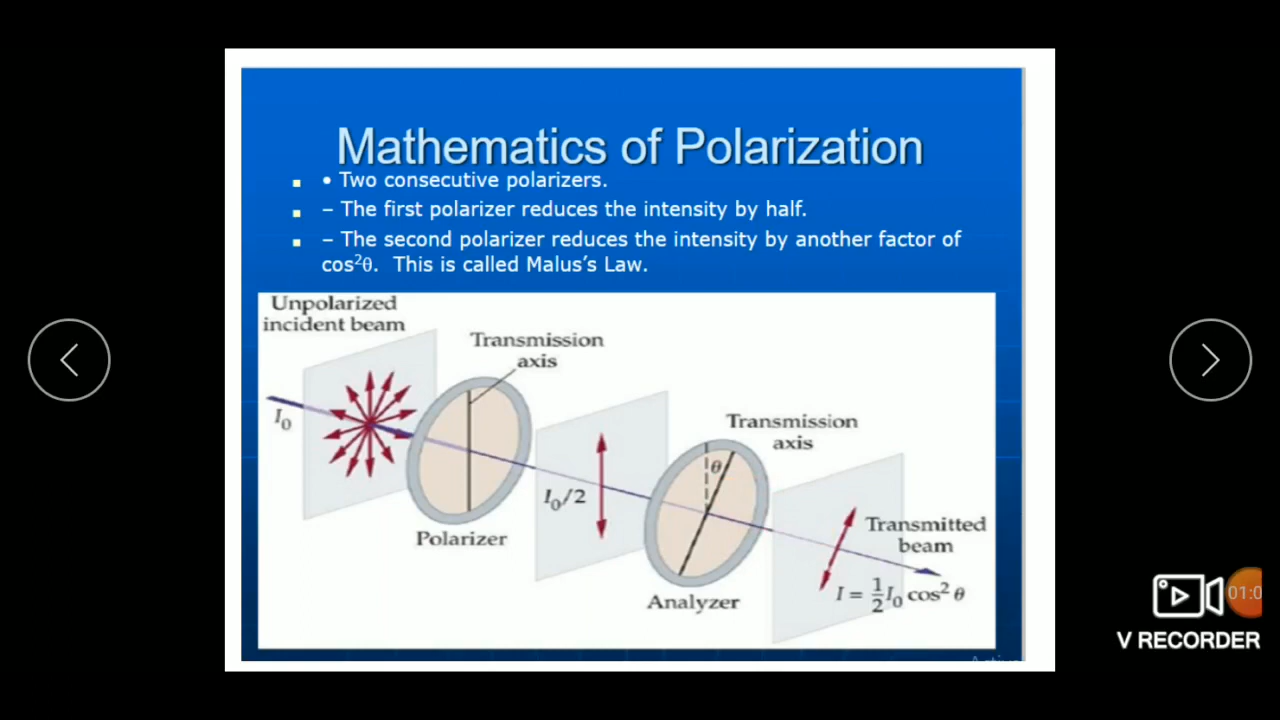 Mathematics of Polarization
• Two consecutive polarizers.
– The first polarizer reduces the intensity by half.
– The second polarizer reduces the intensity by another factor of
cos²θ. This is called Malus's Law.
Unpolarized
incident beam
Transmission
axis
I₀
Polarizer
I₀/2
Transmission
axis
θ
Analyzer
Transmitted
beam
I = ½I₀ cos² θ
01:0
V RECORDER